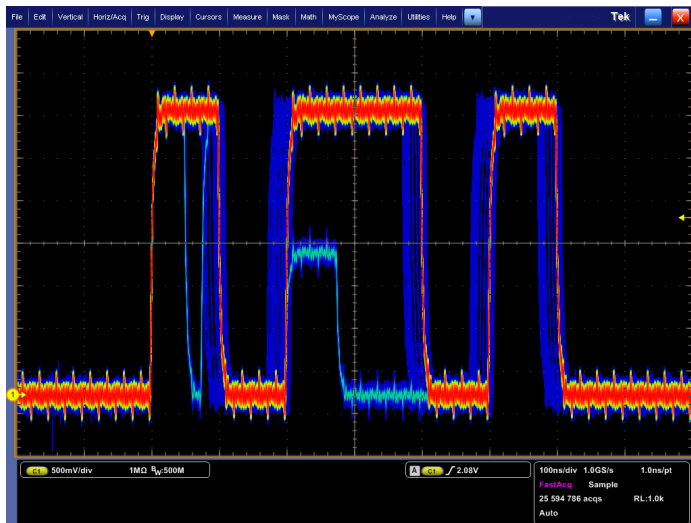 File Edit Vertical Horiz/Acq Trig Display Cursors Measure Mask Math MyScope Analyze Utilities Help Tek X
1
C1 500mV/div 1MΩ BW:500M
A C1 2.08V
100ns/div 1.0GS/s 1.0ns/pt
FastAcq Sample
25 594 786 acqs RL:1.0k
Auto